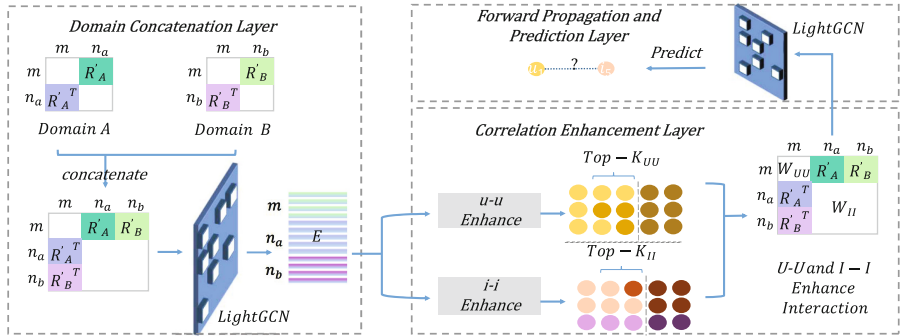 Domain Concatenation Layer
m n_a
m R'_A
n_a R'_A^T
Domain A
m n_b
m R'_B
n_b R'_B^T
Domain B
concatenate
m n_a n_b
m R'_A R'_B
n_a R'_A^T
n_b R'_B^T
LightGCN
m
n_a
n_b
E
Forward Propagation and
Prediction Layer
?
Predict
LightGCN
Correlation Enhancement Layer
u-u
Enhance
i-i
Enhance
Top - K_UU
Top - K_II
m n_a n_b
m W_UU R'_A R'_B
n_a R'_A^T
n_b R'_B^T
W_II
U-U and I - I
Enhance
Interaction